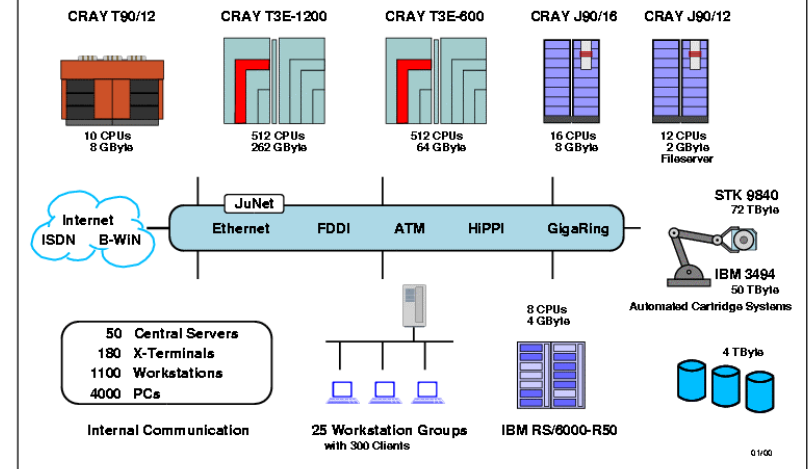 CRAY T90/12
CRAY T3E-1200
CRAY T3E-600
CRAY J90/16
CRAY J90/12
10 CPUs
8 GByte
512 CPUs
262 GByte
512 CPUs
64 GByte
16 CPUs
8 GByte
12 CPUs
2 GByte
Fileserver
Internet
ISDN B-WiN
JuNet
Ethernet FDDI ATM HiPPI GigaRing
STK 9840
72 TByte
IBM 3494
50 TByte
Automated Cartridge Systems
50 Central Servers
180 X-Terminals
1100 Workstations
4000 PCs
Internal Communication
25 Workstation Groups
with 300 Clients
8 CPUs
4 GByte
IBM RS/6000-R50
4 TByte
01/00